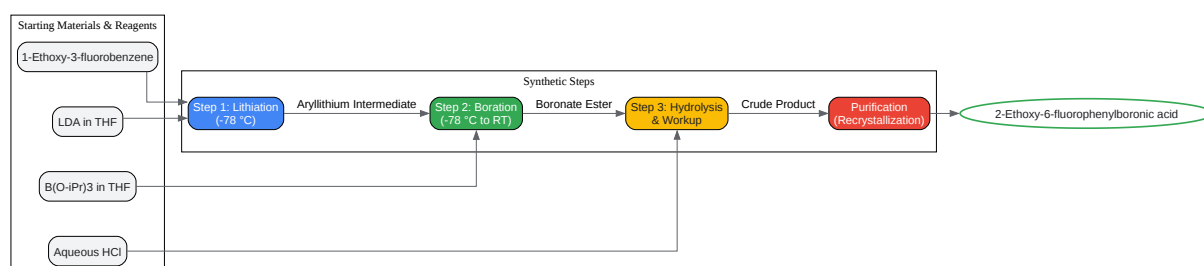 Starting Materials & Reagents
1-Ethoxy-3-fluorobenzene
LDA in THF
B(O-iPr)3 in THF
Aqueous HCl
Synthetic Steps
Step 1: Lithiation
(-78 °C)
Aryllithium Intermediate
Step 2: Boration
(-78 °C to RT)
Boronate Ester
Step 3: Hydrolysis
& Workup
Crude Product
Purification
(Recrystallization)
2-Ethoxy-6-fluorophenylboronic acid